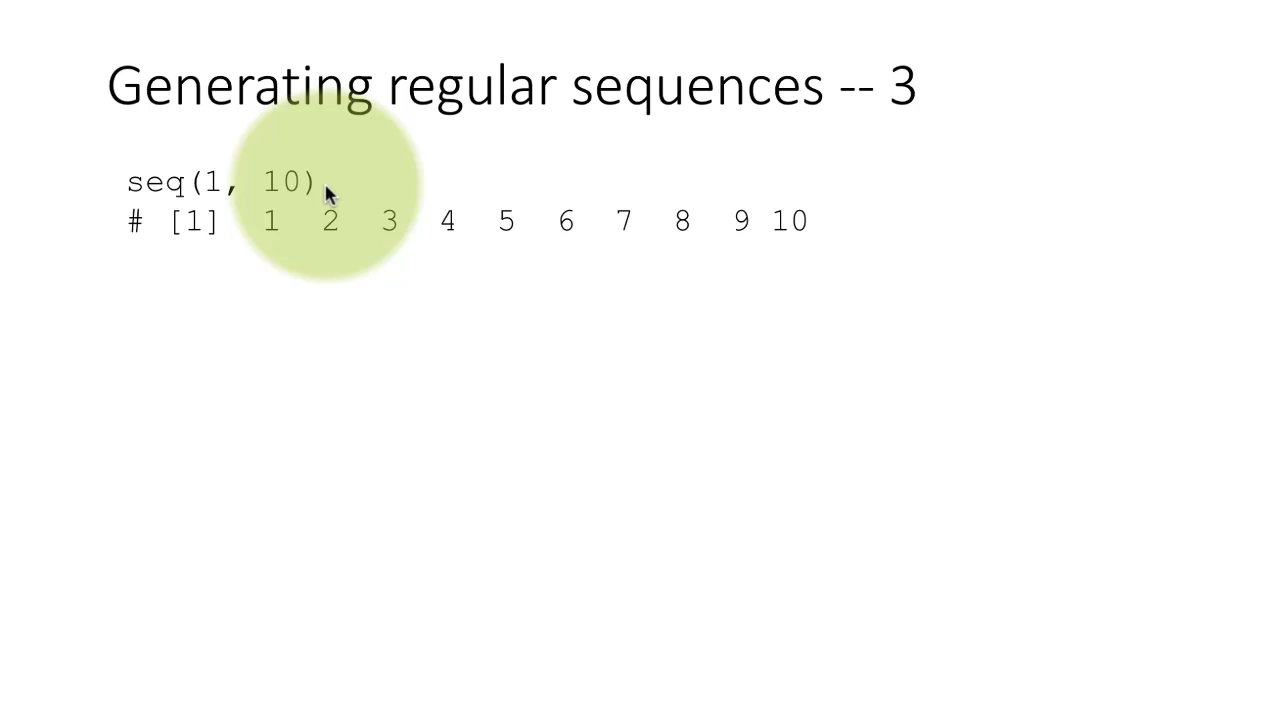 Generating regular sequences -- 3
seq(1, 10)
# [1]  1  2  3  4  5  6  7  8  9 10